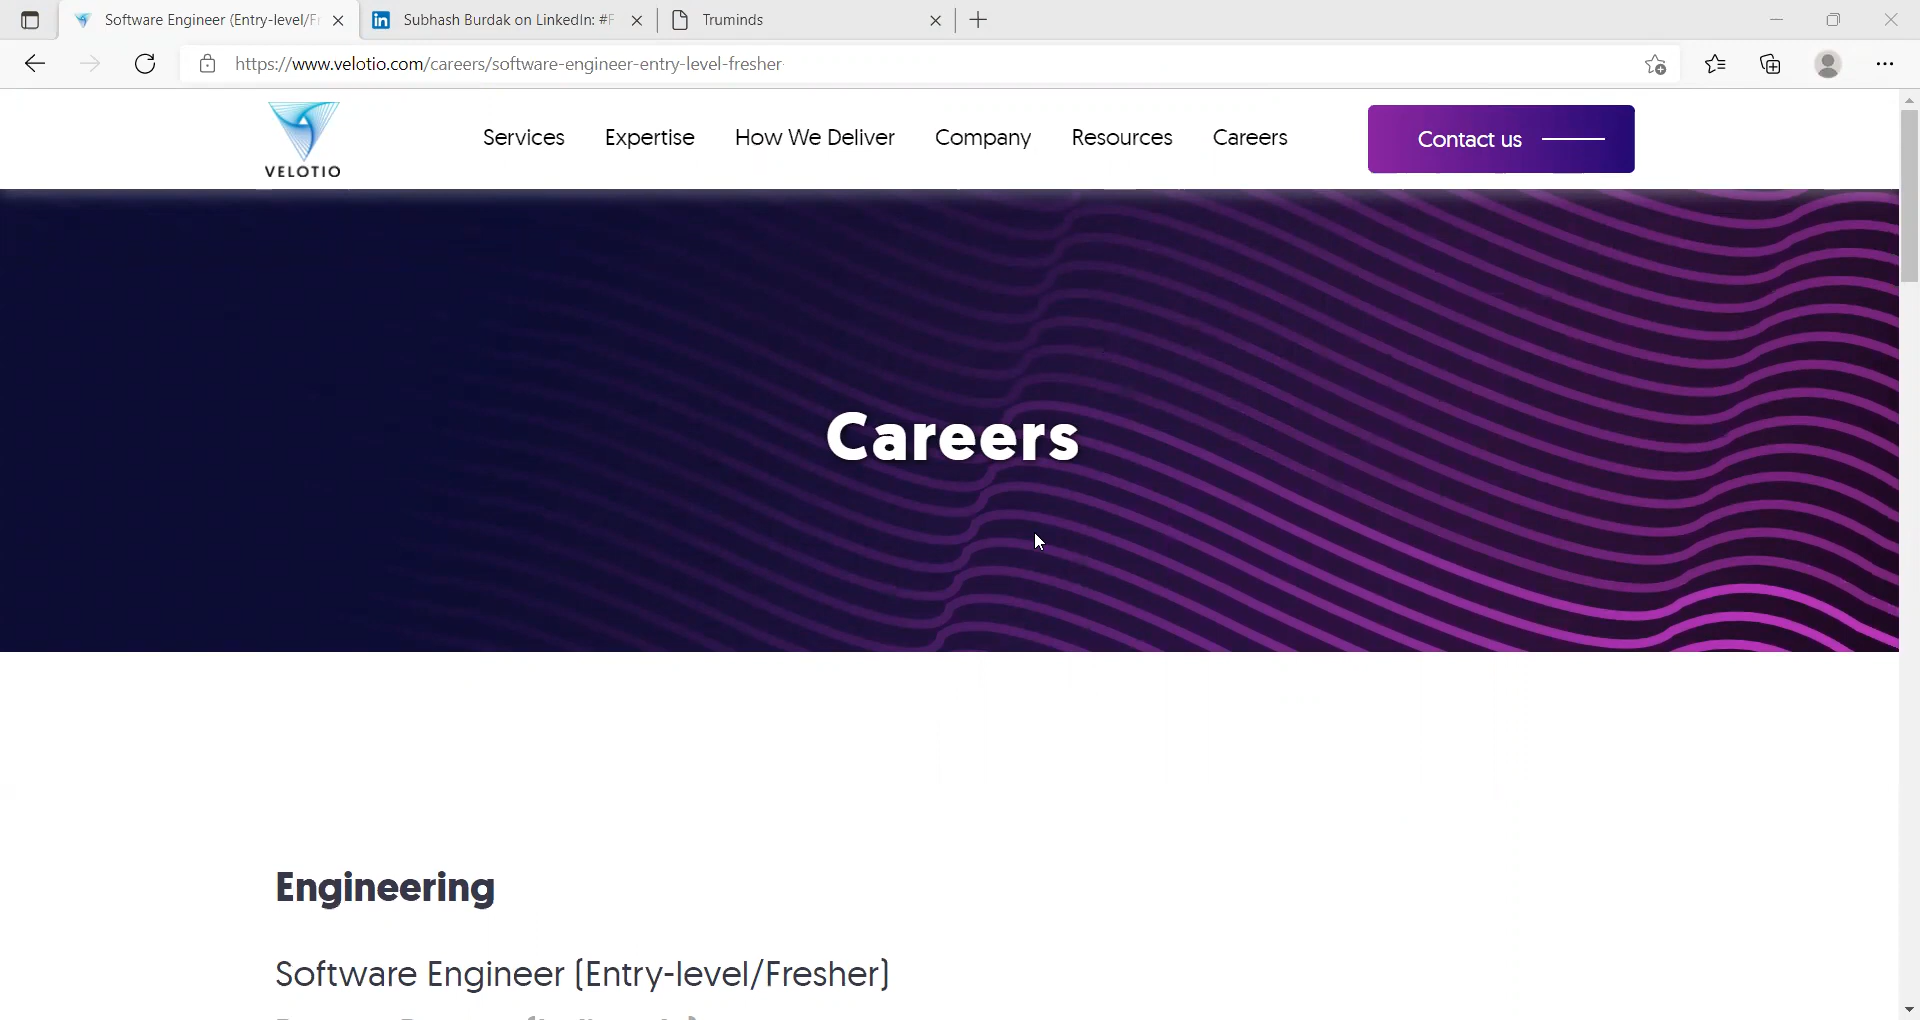 Software Engineer (Entry-level/Fr
Subhash Burdak on LinkedIn: #F
Truminds
https://www.velotio.com/careers/software-engineer-entry-level-fresher
VELOTIO
Services
Expertise
How We Deliver
Company
Resources
Careers
Contact us
Careers
Engineering
Software Engineer (Entry-level/Fresher)